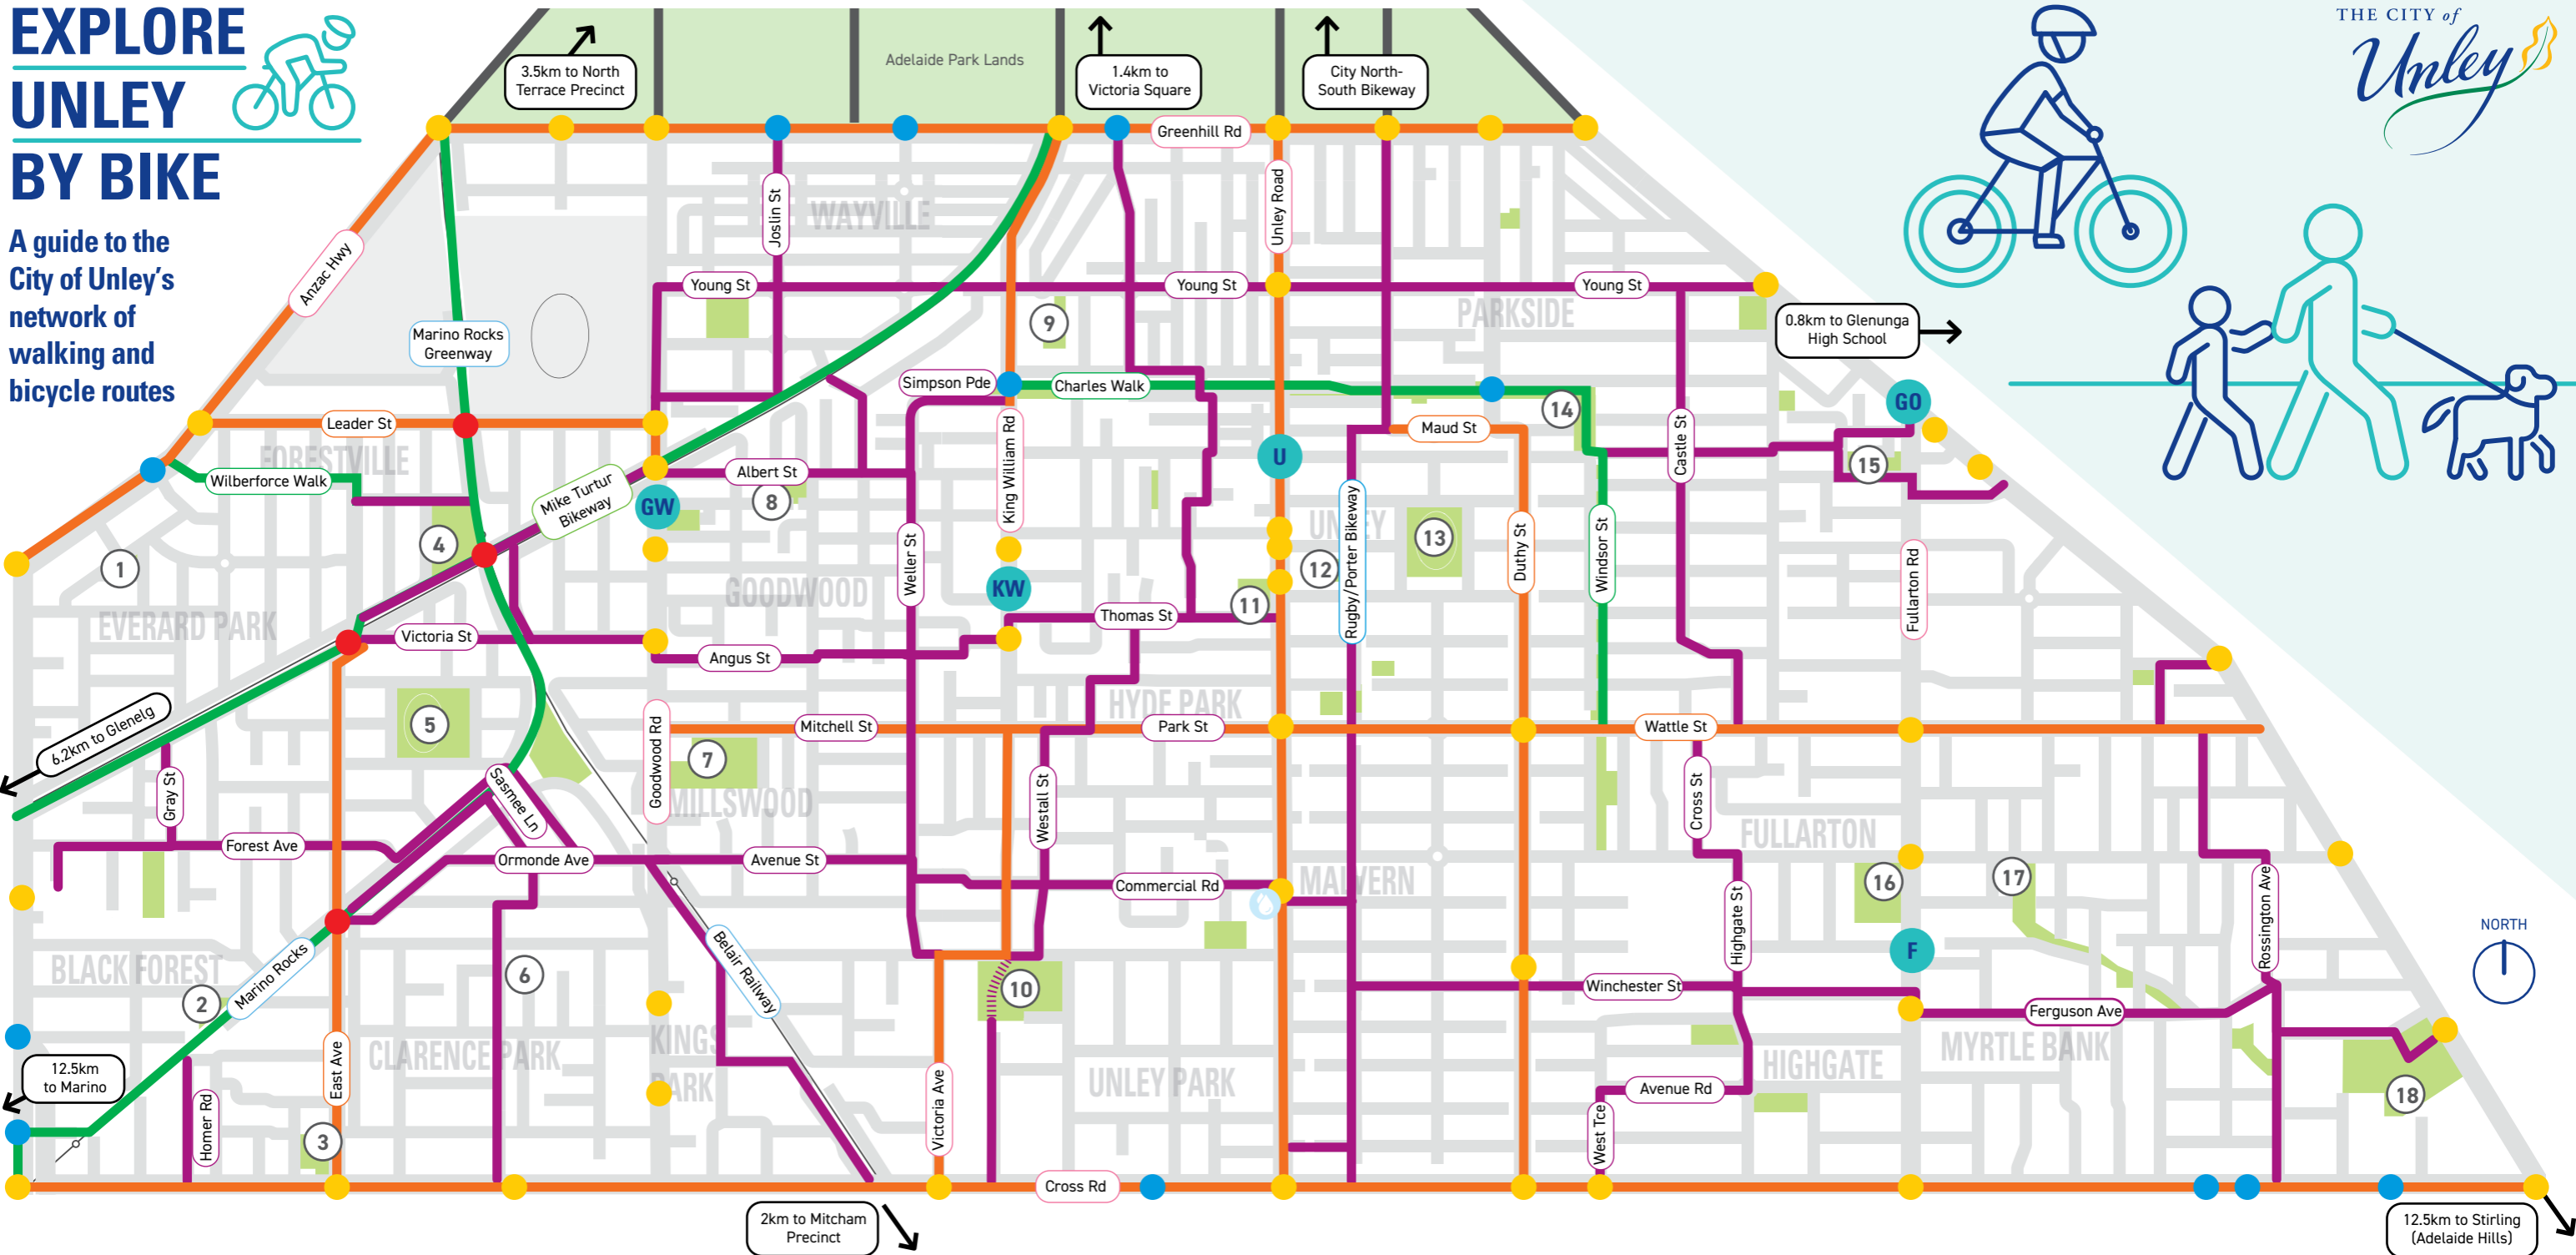 EXPLORE
UNLEY
BY BIKE
A guide to the
City of Unley's
network of
walking and
bicycle routes
THE CITY of
Unley
3.5km to North
Terrace Precinct
Adelaide Park Lands
1.4km to
Victoria Square
City North-
South Bikeway
Greenhill Rd
Anzac Hwy
Joslin St
WAYVILLE
Unley Road
Young St
Young St
Young St
PARKSIDE
9
0.8km to Glenunga
High School
Marino Rocks
Greenway
Simpson Pde
Charles Walk
GO
14
Leader St
Maud St
Castle St
FORESTVILLE
King William Rd
U
15
Wilberforce Walk
Albert St
8
Mike Turtur
Bikeway
GW
UNLEY
Rugby/Porter Bikeway
13
Duthy St
Windsor St
4
1
Weller St
12
Fullarton Rd
GOODWOOD
KW
11
EVERARD PARK
Thomas St
Victoria St
Angus St
HYDE PARK
6.2km to Glenelg
5
Goodwood Rd
Mitchell St
Park St
Wattle St
7
Gray St
Sasmee Ln
MILLSWOOD
Westall St
Cross St
FULLARTON
Forest Ave
Ormonde Ave
Avenue St
Commercial Rd
MALVERN
16
17
Highgate St
Rossington Ave
NORTH
BLACK FOREST
Marino Rocks
2
6
Belair Railway
10
F
Winchester St
Ferguson Ave
KINGS
PARK
CLARENCE PARK
East Ave
MYRTLE BANK
HIGHGATE
12.5km
to Marino
Homer Rd
3
Victoria Ave
UNLEY PARK
Avenue Rd
West Tce
18
Cross Rd
2km to Mitcham
Precinct
12.5km to Stirling
(Adelaide Hills)